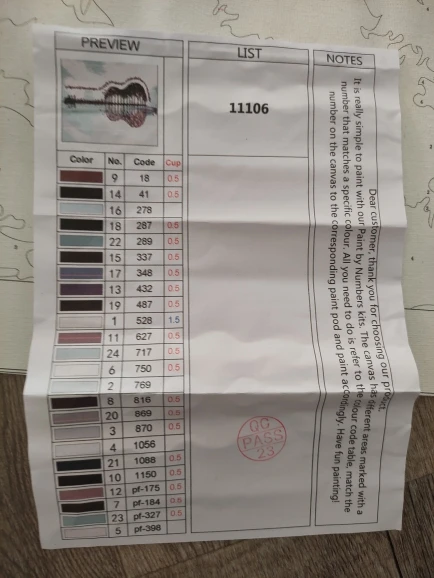 PREVIEW
LIST
NOTES
11106
Color No. Code Cup
9 18 0.5
14 41 0.5
16 278
18 287 0.5
22 289 0.5
15 337 0.5
17 348 0.5
13 432 0.5
19 487 0.5
1 528 1.5
11 627 0.5
24 717 0.5
6 750 0.5
2 769
8 816 0.5
20 869 0.5
3 870 0.5
4 1056
21 1088 0.5
10 1150 0.5
12 pf-175 0.5
7 pf-184 0.5
23 pf-327 0.5
5 pf-398
Dear customer, thank you for choosing our product.
It is really simple to paint with our Paint by Numbers kits. The canvas has different areas marked with a
number that matches a specific colour. All you need to do is refer to the colour code table, match the
number on the canvas to the corresponding paint pod and paint accordingly. Have fun painting!
QC
PASS
23